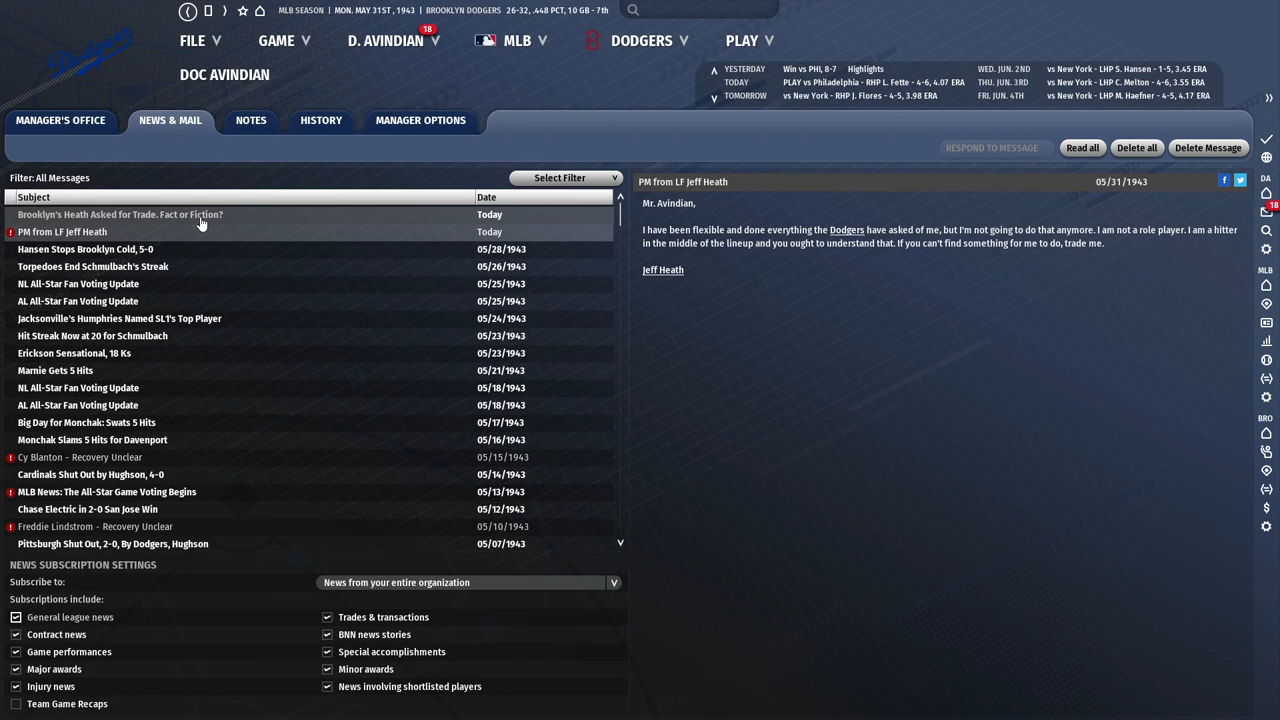 MLB SEASON | MON. MAY 31ST, 1943 | BROOKLYN DODGERS 26-32, .448 PCT, 10 GB - 7th
FILE GAME D. AVINDIAN 18 MLB DODGERS PLAY
Dodgers
DOC AVINDIAN
YESTERDAY Win vs PHI, 8-7 Highlights WED. JUN. 2ND vs New York - LHP S. Hansen - 1-5, 3.45 ERA
TODAY PLAY vs Philadelphia - RHP L. Fette - 4-6, 4.07 ERA THU. JUN. 3RD vs New York - LHP C. Melton - 4-6, 3.55 ERA
TOMORROW vs New York - RHP J. Flores - 4-5, 3.98 ERA FRI. JUN. 4TH vs New York - LHP M. Haefner - 4-5, 4.17 ERA
MANAGER'S OFFICE NEWS & MAIL NOTES HISTORY MANAGER OPTIONS
RESPOND TO MESSAGE Read all Delete all Delete Message
Filter: All Messages Select Filter
Subject Date
Brooklyn's Heath Asked for Trade. Fact or Fiction? Today
PM from LF Jeff Heath Today
Hansen Stops Brooklyn Cold, 5-0 05/28/1943
Torpedoes End Schmulbach's Streak 05/26/1943
NL All-Star Fan Voting Update 05/25/1943
AL All-Star Fan Voting Update 05/25/1943
Jacksonville's Humphries Named SL1's Top Player 05/24/1943
Hit Streak Now at 20 for Schmulbach 05/23/1943
Erickson Sensational, 18 Ks 05/23/1943
Marnie Gets 5 Hits 05/21/1943
NL All-Star Fan Voting Update 05/18/1943
AL All-Star Fan Voting Update 05/18/1943
Big Day for Monchak: Swats 5 Hits 05/17/1943
Monchak Slams 5 Hits for Davenport 05/16/1943
Cy Blanton - Recovery Unclear 05/15/1943
Cardinals Shut Out by Hughson, 4-0 05/14/1943
MLB News: The All-Star Game Voting Begins 05/13/1943
Chase Electric in 2-0 San Jose Win 05/12/1943
Freddie Lindstrom - Recovery Unclear 05/10/1943
Pittsburgh Shut Out, 2-0, By Dodgers, Hughson 05/07/1943
PM from LF Jeff Heath 05/31/1943
Mr. Avindian,
I have been flexible and done everything the Dodgers have asked of me, but I'm not going to do that anymore. I am not a role player. I am a hitter
in the middle of the lineup and you ought to understand that. If you can't find something for me to do, trade me.
Jeff Heath
NEWS SUBSCRIPTION SETTINGS
Subscribe to: News from your entire organization
Subscriptions include:
General league news Trades & transactions
Contract news BNN news stories
Game performances Special accomplishments
Major awards Minor awards
Injury news News involving shortlisted players
Team Game Recaps
DA
18
MLB
BRO